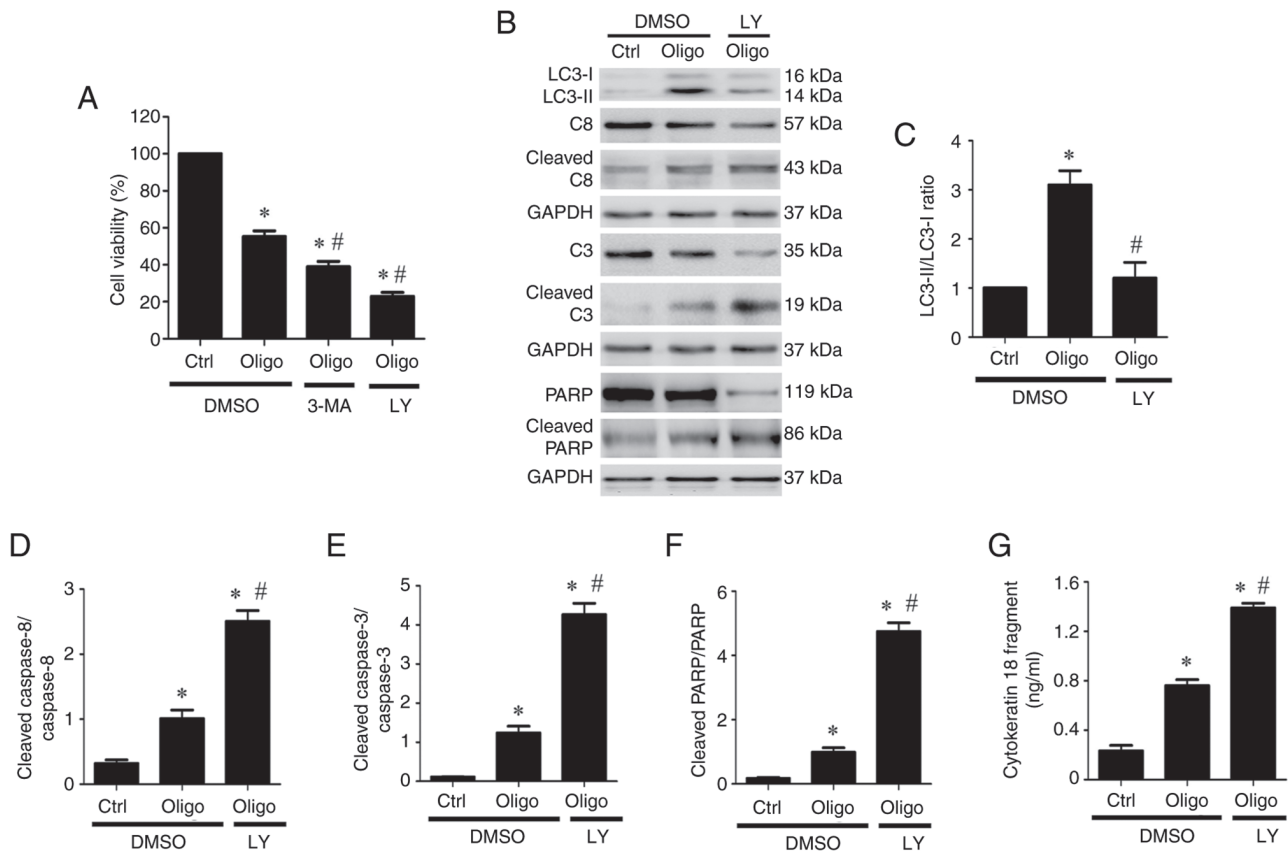 A
Cell viability (%)
120
100
80
60
40
20
0
*
* #
* #
Ctrl Oligo Oligo Oligo
DMSO 3-MA LY
B
DMSO LY
Ctrl Oligo Oligo
LC3-I 16 kDa
LC3-II 14 kDa
C8 57 kDa
Cleaved
C8 43 kDa
GAPDH 37 kDa
C3 35 kDa
Cleaved
C3 19 kDa
GAPDH 37 kDa
PARP 119 kDa
Cleaved
PARP 86 kDa
GAPDH 37 kDa
C
LC3-II/LC3-I ratio
4
3
2
1
0
*
#
Ctrl Oligo Oligo
DMSO LY
D
Cleaved caspase-8/
caspase-8
3
2
1
0
*
* #
Ctrl Oligo Oligo
DMSO LY
E
Cleaved caspase-3/
caspase-3
5
4
3
2
1
0
*
* #
Ctrl Oligo Oligo
DMSO LY
F
Cleaved PARP/PARP
6
4
2
0
*
* #
Ctrl Oligo Oligo
DMSO LY
G
Cytokeratin 18 fragment
(ng/ml)
1.6
1.2
0.8
0.4
0
*
* #
Ctrl Oligo Oligo
DMSO LY